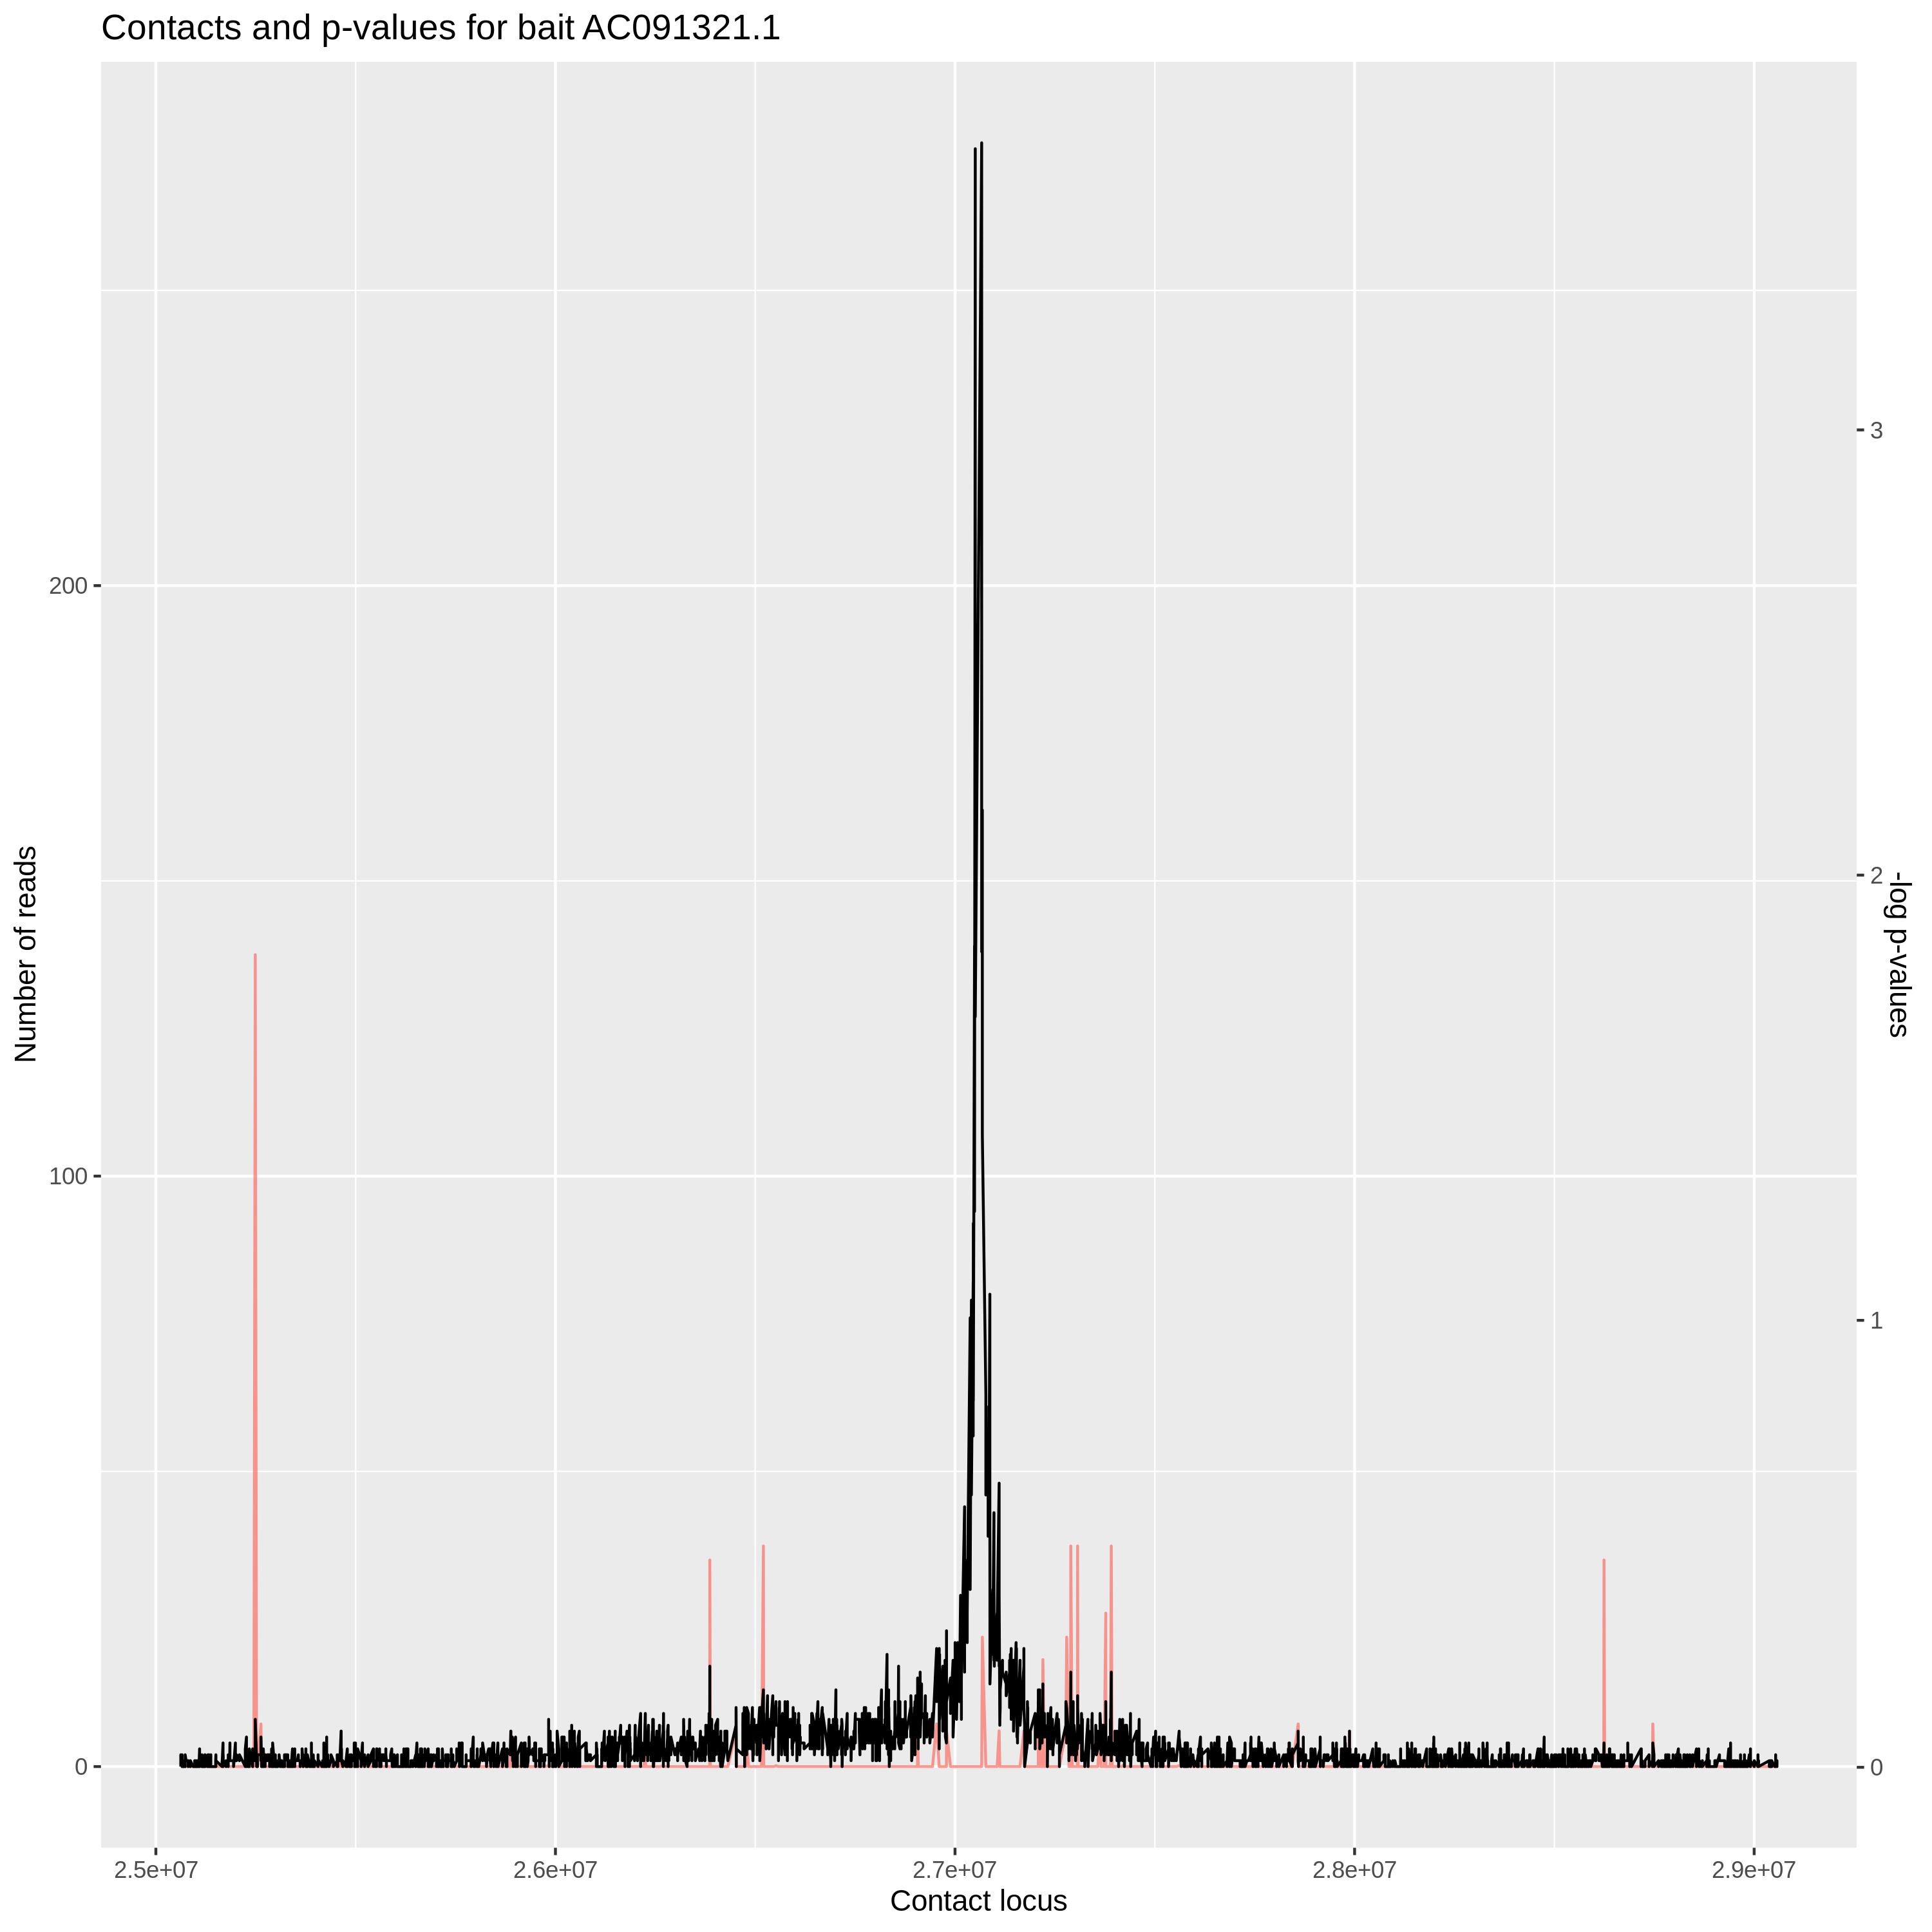 Contacts and p-values for bait AC091321.1
Number of reads
200
100
0
3
2
1
0
-log p-values
2.5e+07
2.6e+07
2.7e+07
2.8e+07
2.9e+07
Contact locus